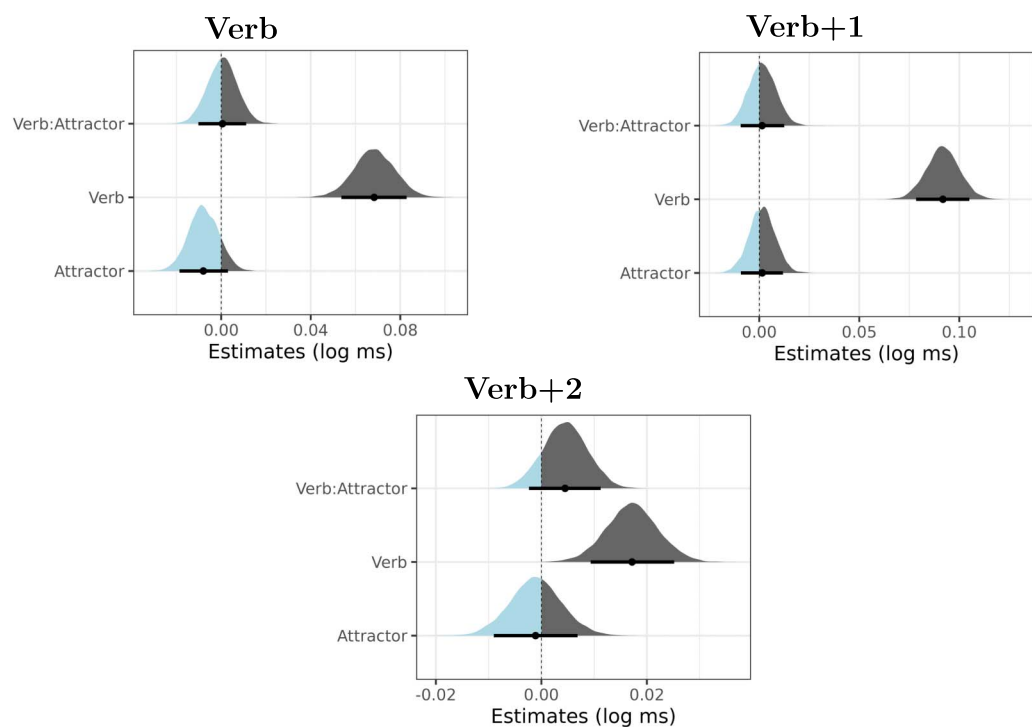 Verb
Verb:Attractor
Verb
Attractor
0.00 0.04 0.08
Estimates (log ms)
Verb+1
Verb:Attractor
Verb
Attractor
0.00 0.05 0.10
Estimates (log ms)
Verb+2
Verb:Attractor
Verb
Attractor
-0.02 0.00 0.02
Estimates (log ms)